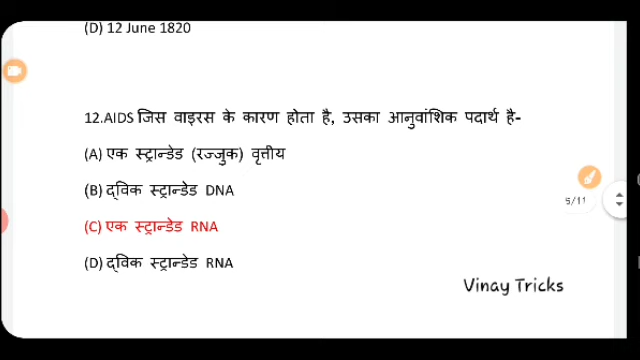 (D) 12 June 1820
12.AIDS जिस वाइरस के कारण होता है, उसका आनुवांशिक पदार्थ है-
(A) एक स्ट्रान्डेड (रज्जुक) वृत्तीय
(B) द्विक स्ट्रान्डेड DNA
5/11
(C) एक स्ट्रान्डेड RNA
(D) द्विक स्ट्रान्डेड RNA
Vinay Tricks